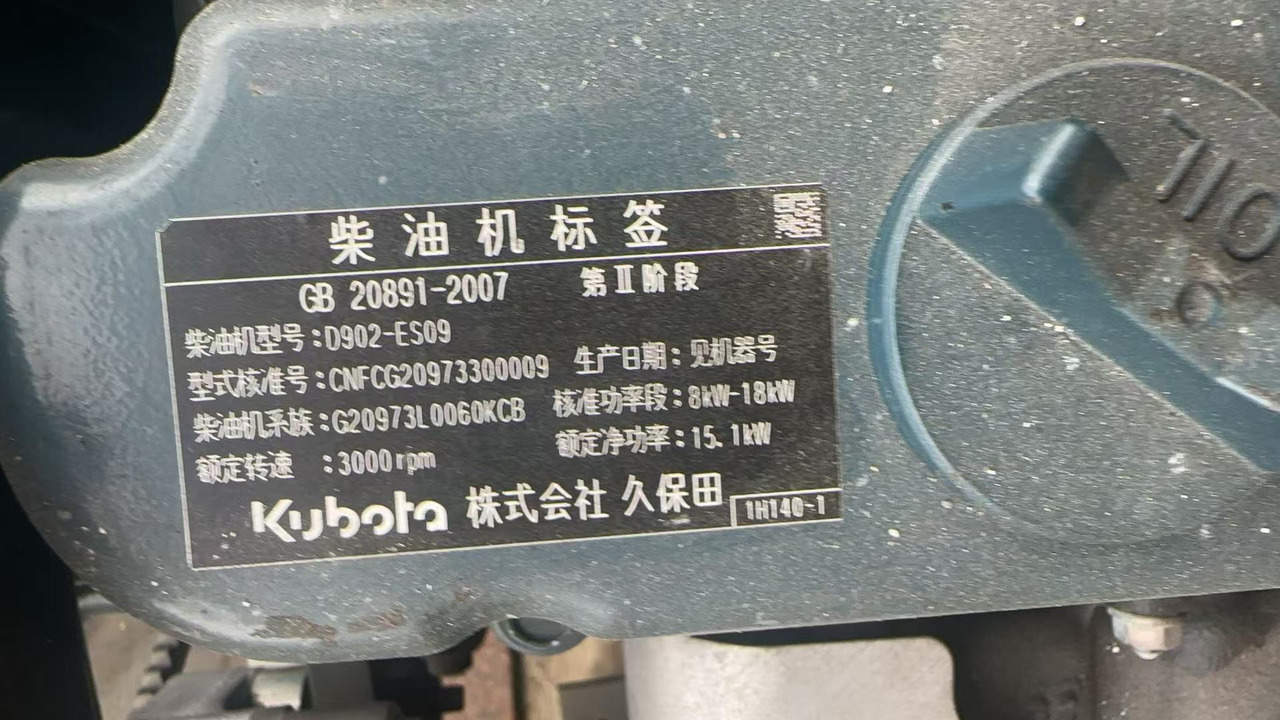 柴油机标签
GB 20891-2007 第Ⅱ阶段
柴油机型号:D902-ES09
型式核准号:CNFCG20973300009 生产日期:见机器号
柴油机系族:G20973L0060KCB 核准功率段:8kW-18kW
额定转速 :3000rpm 额定净功率:15.1kW
Kubota 株式会社 久保田 1H140-1
OIL